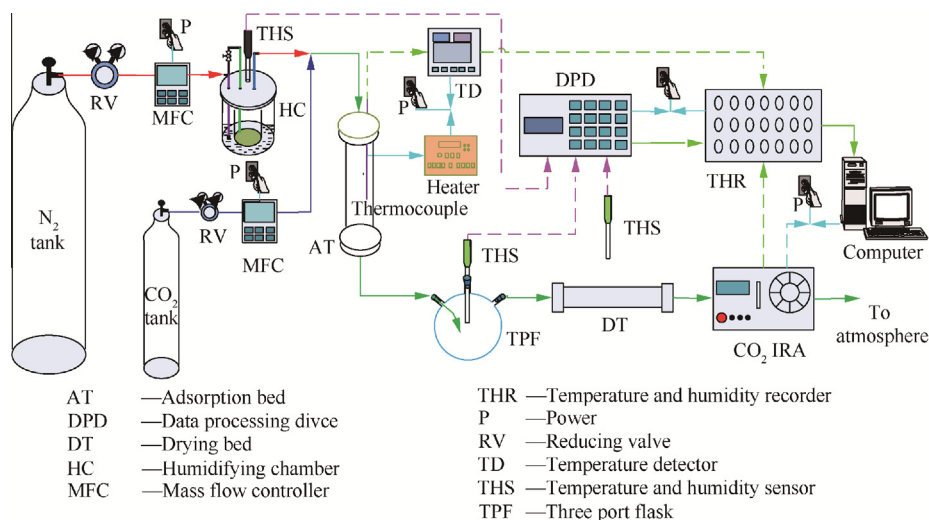 P
THS
RV
MFC
HC
P
TD
DPD
P
Heater
Thermocouple
THR
N2
tank
RV
MFC
AT
THS
THS
P
Computer
CO2
tank
TPF
DT
CO2 IRA
To
atmosphere
AT —Adsorption bed
DPD —Data processing divce
DT —Drying bed
HC —Humidifying chamber
MFC —Mass flow controller
THR —Temperature and humidity recorder
P —Power
RV —Reducing valve
TD —Temperature detector
THS —Temperature and humidity sensor
TPF —Three port flask